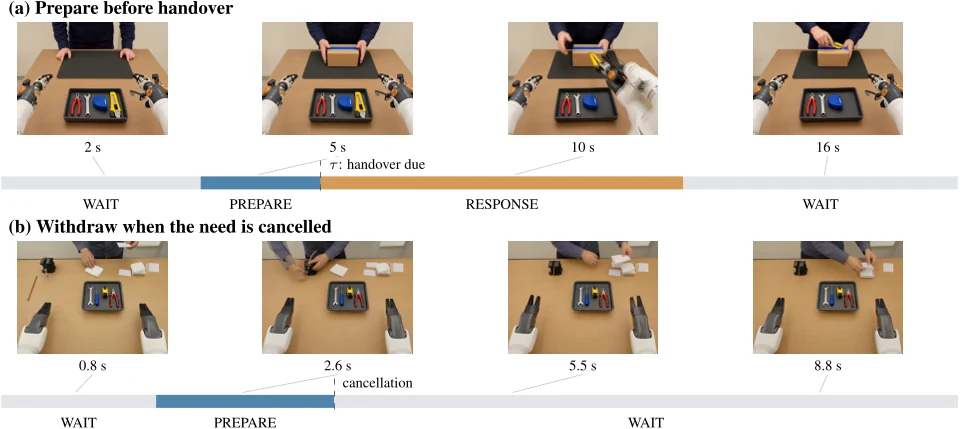 (a) Prepare before handover
2 s
5 s
10 s
16 s
τ: handover due
WAIT
PREPARE
RESPONSE
WAIT
(b) Withdraw when the need is cancelled
0.8 s
2.6 s
5.5 s
8.8 s
cancellation
WAIT
PREPARE
WAIT